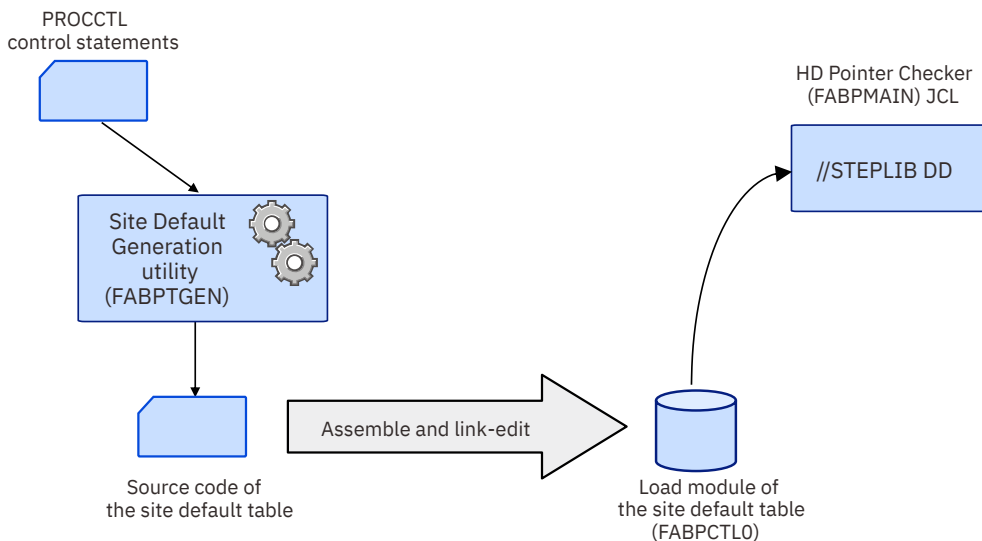 PROCCTL
control statements
HD Pointer Checker
(FABPMAIN) JCL
//STEPLIB DD
Site Default
Generation
utility
(FABPTGEN)
Assemble and link-edit
Source code of
the site default table
Load module of
the site default table
(FABPCTL0)